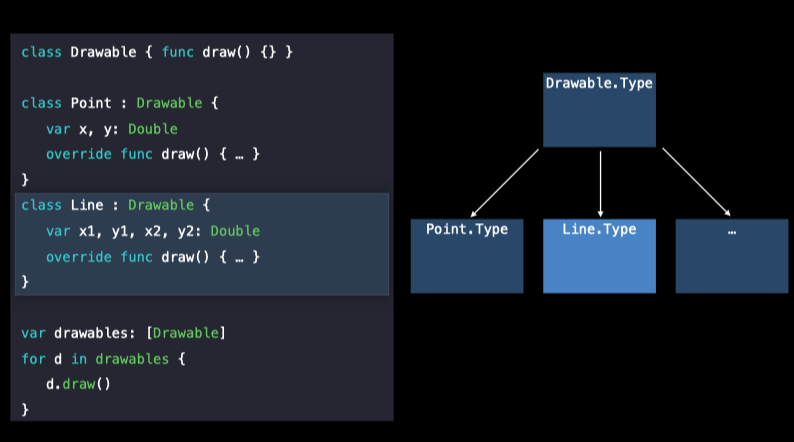 class Drawable { func draw() {} }
class Point : Drawable {
var x, y: Double
override func draw() { … }
}
class Line : Drawable {
var x1, y1, x2, y2: Double
override func draw() { … }
}
var drawables: [Drawable]
for d in drawables {
d.draw()
}
Drawable.Type
Point.Type
Line.Type
…